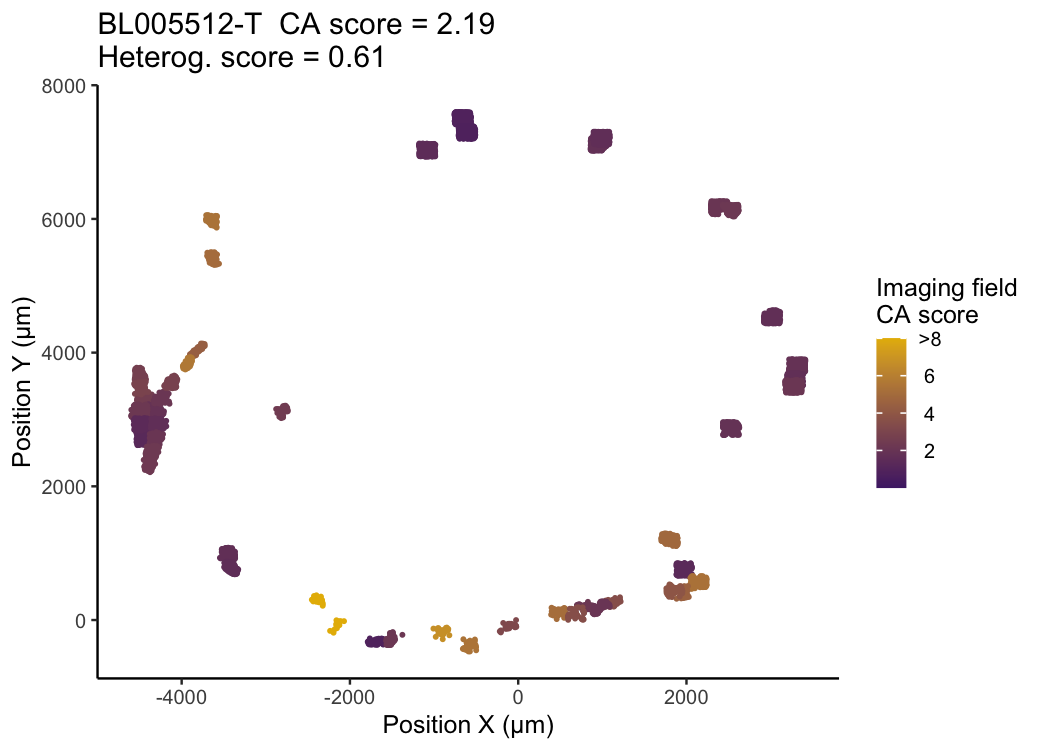 BL005512-T  CA score = 2.19
Heterog. score = 0.61
8000
6000
4000
2000
0
Position Y (μm)
-4000
-2000
0
2000
Position X (μm)
Imaging field
CA score
>8
6
4
2